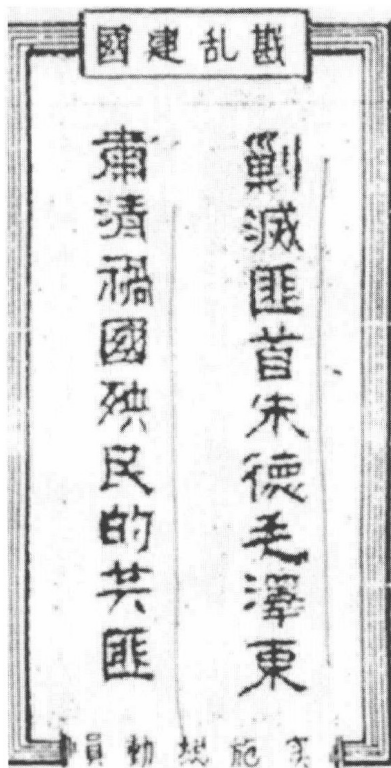 戡乱建國
剿滅匪首朱德毛澤東
肅清禍國殃民的共匪
實施總動員